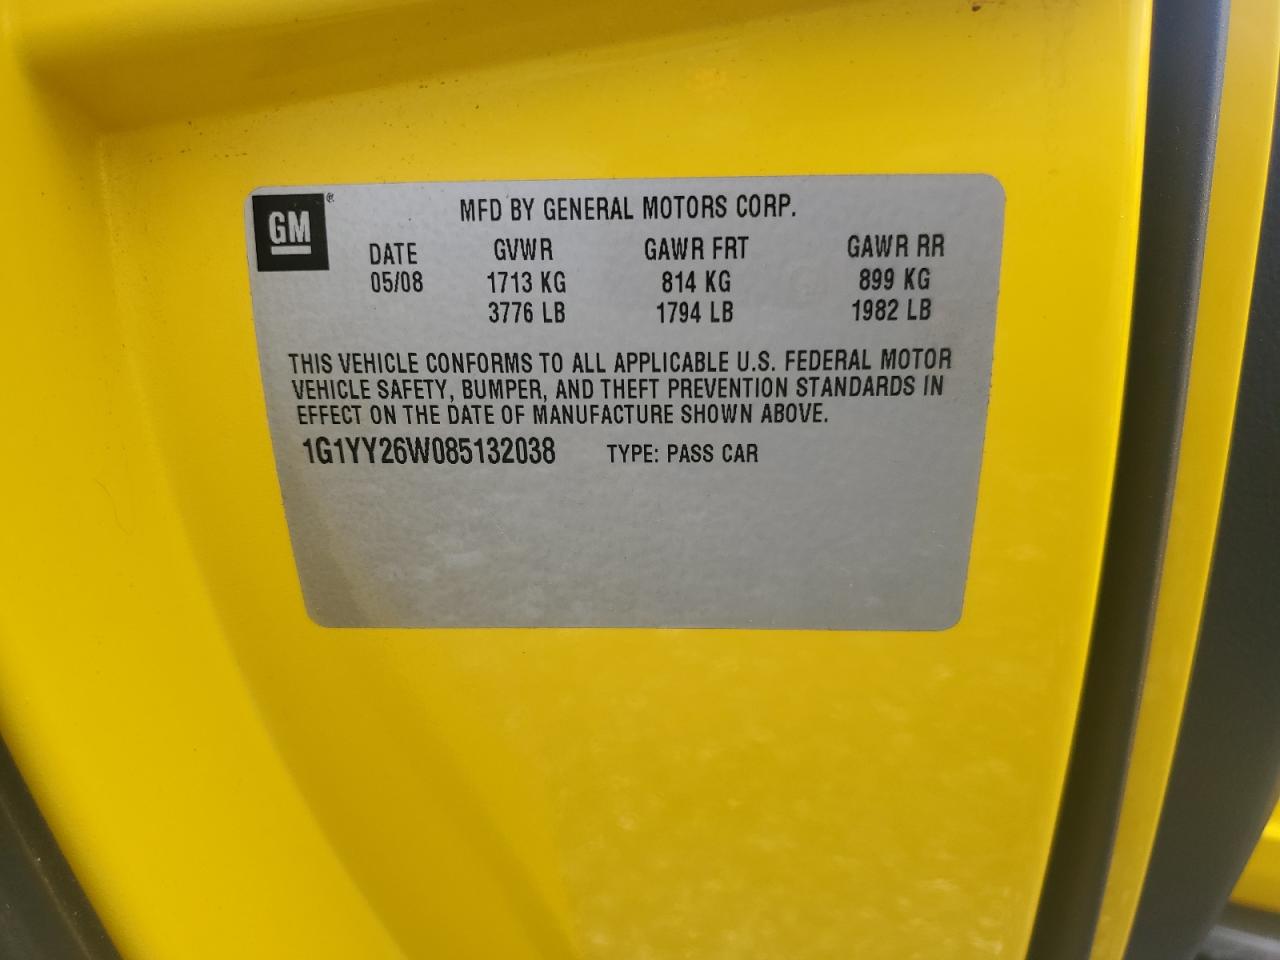 GM®
MFD BY GENERAL MOTORS CORP.
DATE GVWR GAWR FRT GAWR RR
05/08 1713 KG 814 KG 899 KG
3776 LB 1794 LB 1982 LB
THIS VEHICLE CONFORMS TO ALL APPLICABLE U.S. FEDERAL MOTOR
VEHICLE SAFETY, BUMPER, AND THEFT PREVENTION STANDARDS IN
EFFECT ON THE DATE OF MANUFACTURE SHOWN ABOVE.
1G1YY26W085132038 TYPE: PASS CAR